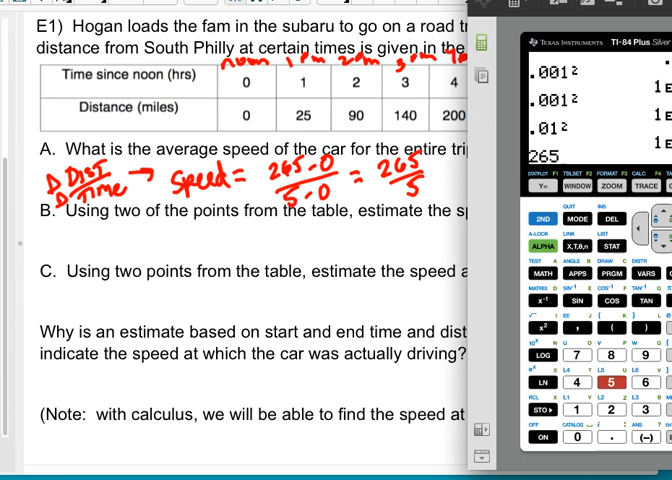 E1) Hogan loads the fam in the subaru to go on a road
distance from South Philly at certain times is given in the
noon 1pm 2pm 3pm
Time since noon (hrs) 0 1 2 3 4
Distance (miles) 0 25 90 140 200
A. What is the average speed of the car for the entire
Δ DIST / Δ Time → Speed = 265-0 / 5-0 = 265 / 5
B. Using two of the points from the table, estimate the
C. Using two points from the table, estimate the speed
Why is an estimate based on start and end time and
indicate the speed at which the car was actually driving?
(Note: with calculus, we will be able to find the speed at
TEXAS INSTRUMENTS TI-84 Plus Silver
.001²
1E
.001²
1E
.01²
1E
265
STATPLOT F1 TBLSET F2 FORMAT F3 CALC F4
Y= WINDOW ZOOM TRACE
QUIT INS
2ND MODE DEL
A-LOCK LINK LIST
ALPHA X,T,θ,n STAT
TEST A ANGLE B DRAW C DISTR
MATH APPS PRGM VARS
MATRIX D SIN⁻¹ E COS⁻¹ F TAN⁻¹ G
x⁻¹ SIN COS TAN
√ I EE J { K } L
x² , ( )
10ˣ N u O v P w Q
LOG 7 8 9
eˣ S L4 T L5 U L6 V
LN 4 5 6
RCL X L1 Y L2 Z L3 θ
STO▸ 1 2 3
OFF CATALOG i : ANS ?
ON 0 . (−)